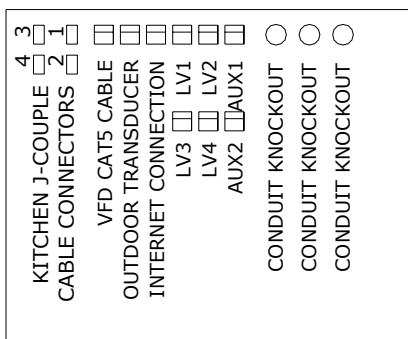 3
4
1
2
KITCHEN J-COUPLE
CABLE CONNECTORS
VFD CAT5 CABLE
OUTDOOR TRANSDUCER
INTERNET CONNECTION
LV1
LV3
LV2
LV4
AUX1
AUX2
CONDUIT KNOCKOUT
CONDUIT KNOCKOUT
CONDUIT KNOCKOUT